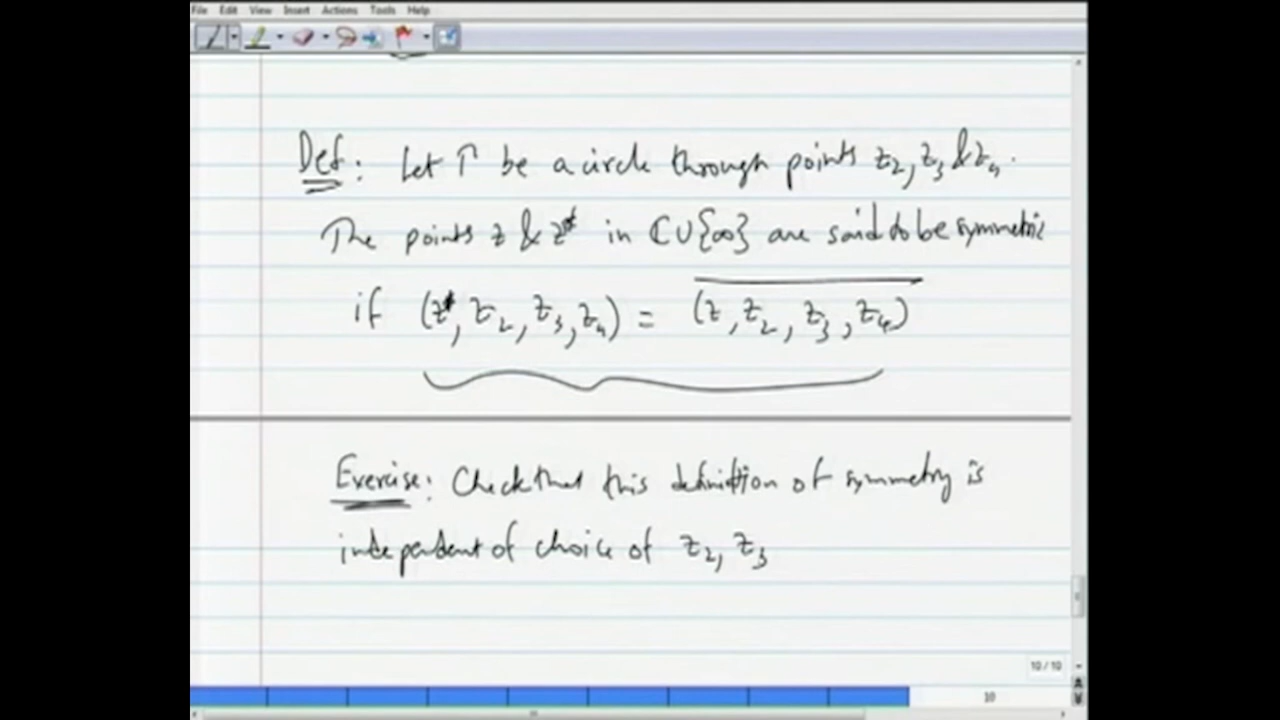 File Edit View Insert Actions Tools Help
Def: Let Γ be a circle through points z₂, z₃ & z₄.
The points z & z* in ℂ∪{∞} are said to be symmetric
if (z*, z₂, z₃, z₄) = \overline{(z, z₂, z₃, z₄)}
Exercise: Check that this definition of symmetry is
independent of choice of z₂, z₃
10 / 10
10